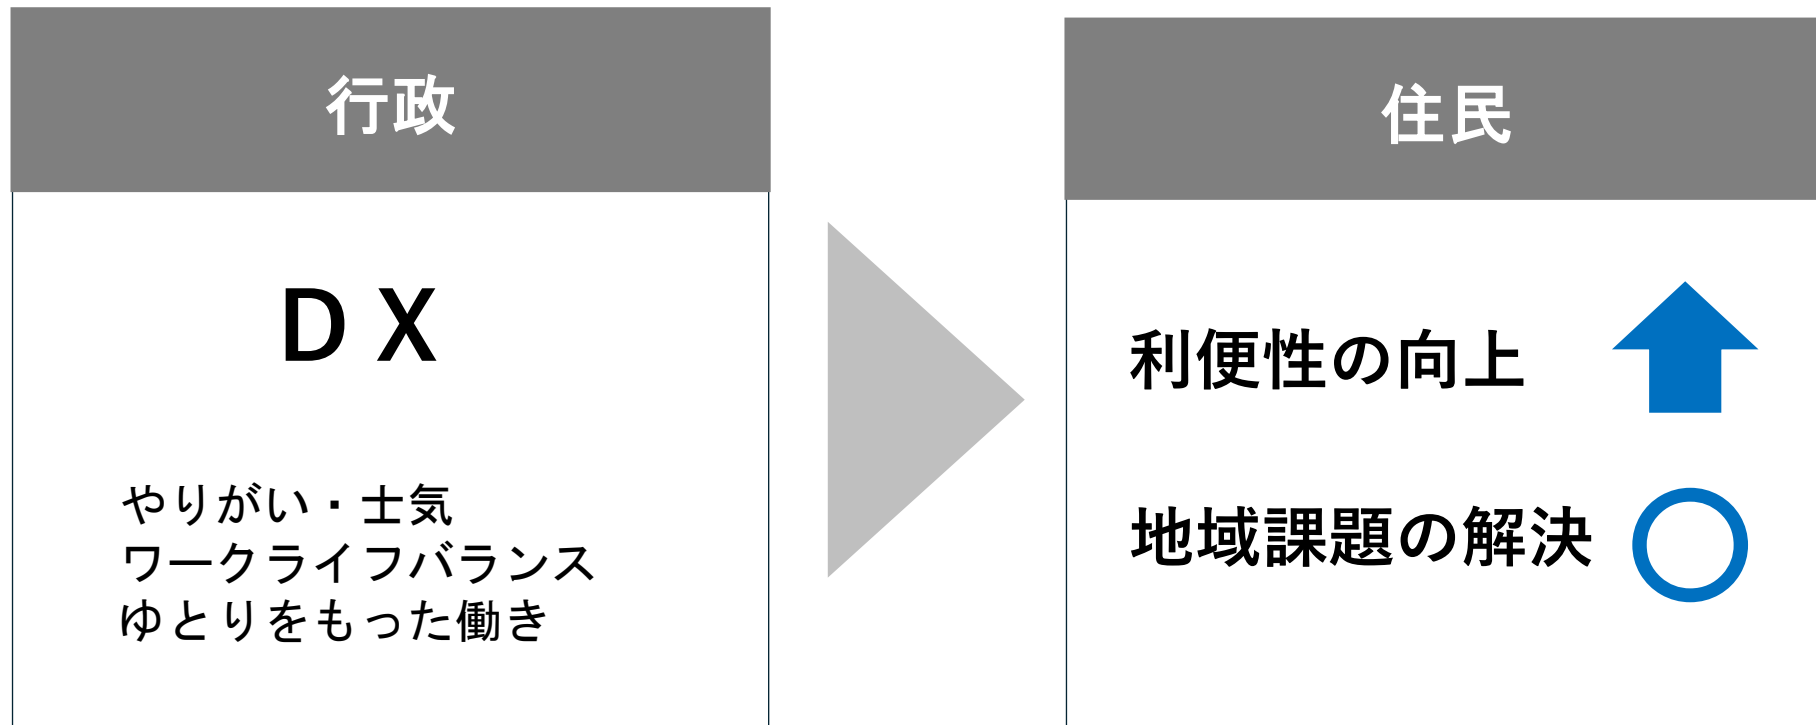 行政
ＤＸ
やりがい・士気
ワークライフバランス
ゆとりをもった働き
住民
利便性の向上
地域課題の解決